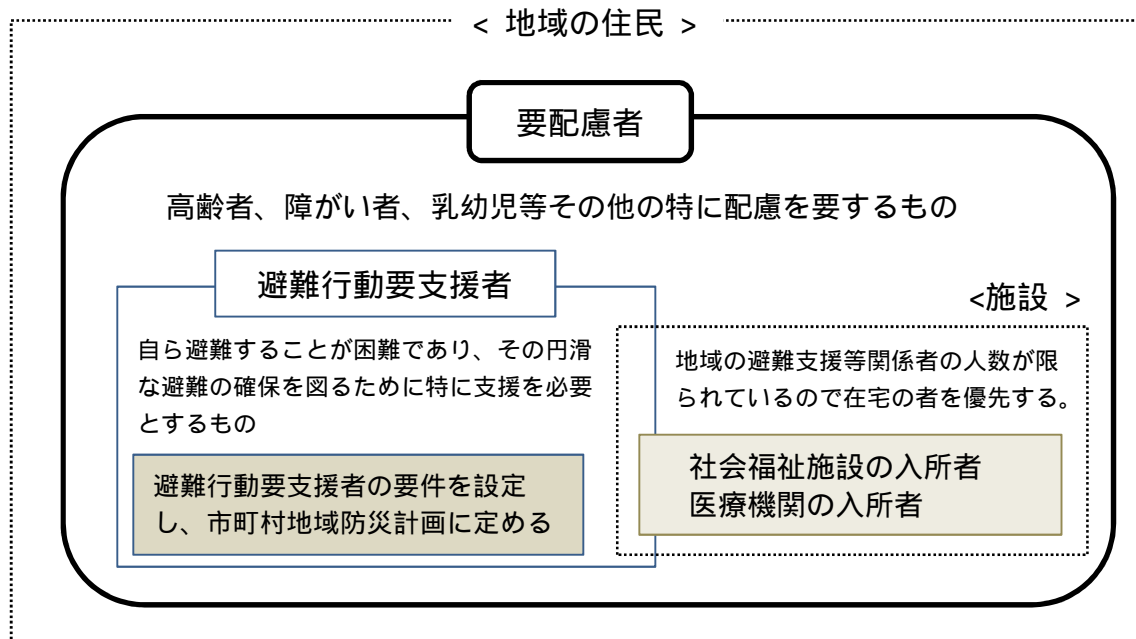 < 地域の住民 >
要配慮者
高齢者、障がい者、乳幼児等その他の特に配慮を要するもの
避難行動要支援者
自ら避難することが困難であり、その円滑
な避難の確保を図るために特に支援を必要
とするもの
避難行動要支援者の要件を設定
し、市町村地域防災計画に定める
<施設 >
地域の避難支援等関係者の人数が限
られているので在宅の者を優先する。
社会福祉施設の入所者
医療機関の入所者